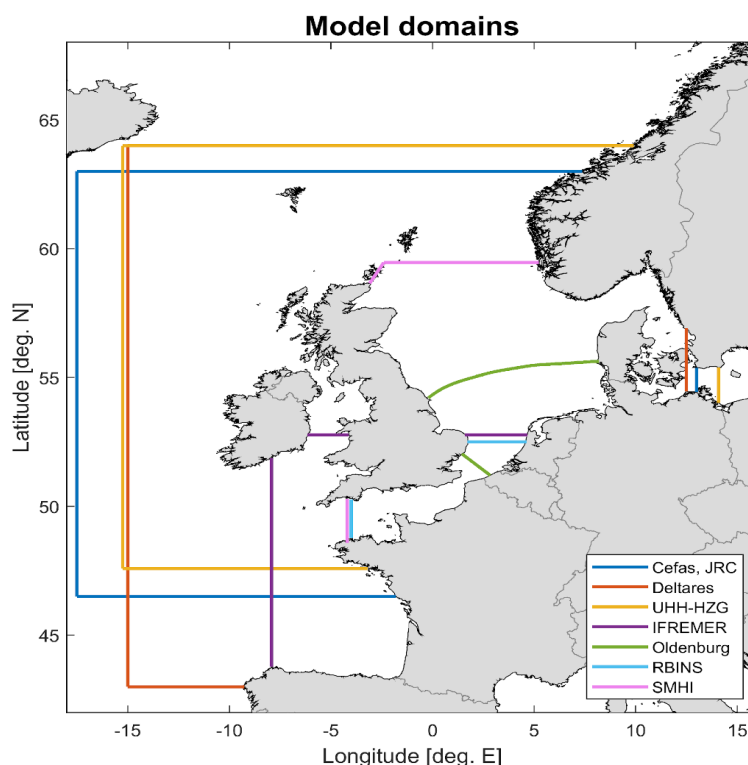 Model domains
65
60
55
50
45
Latitude [deg. N]
-15
-10
-5
0
5
10
15
Longitude [deg. E]
Cefas, JRC
Deltares
UHH-HZG
IFREMER
Oldenburg
RBINS
SMHI